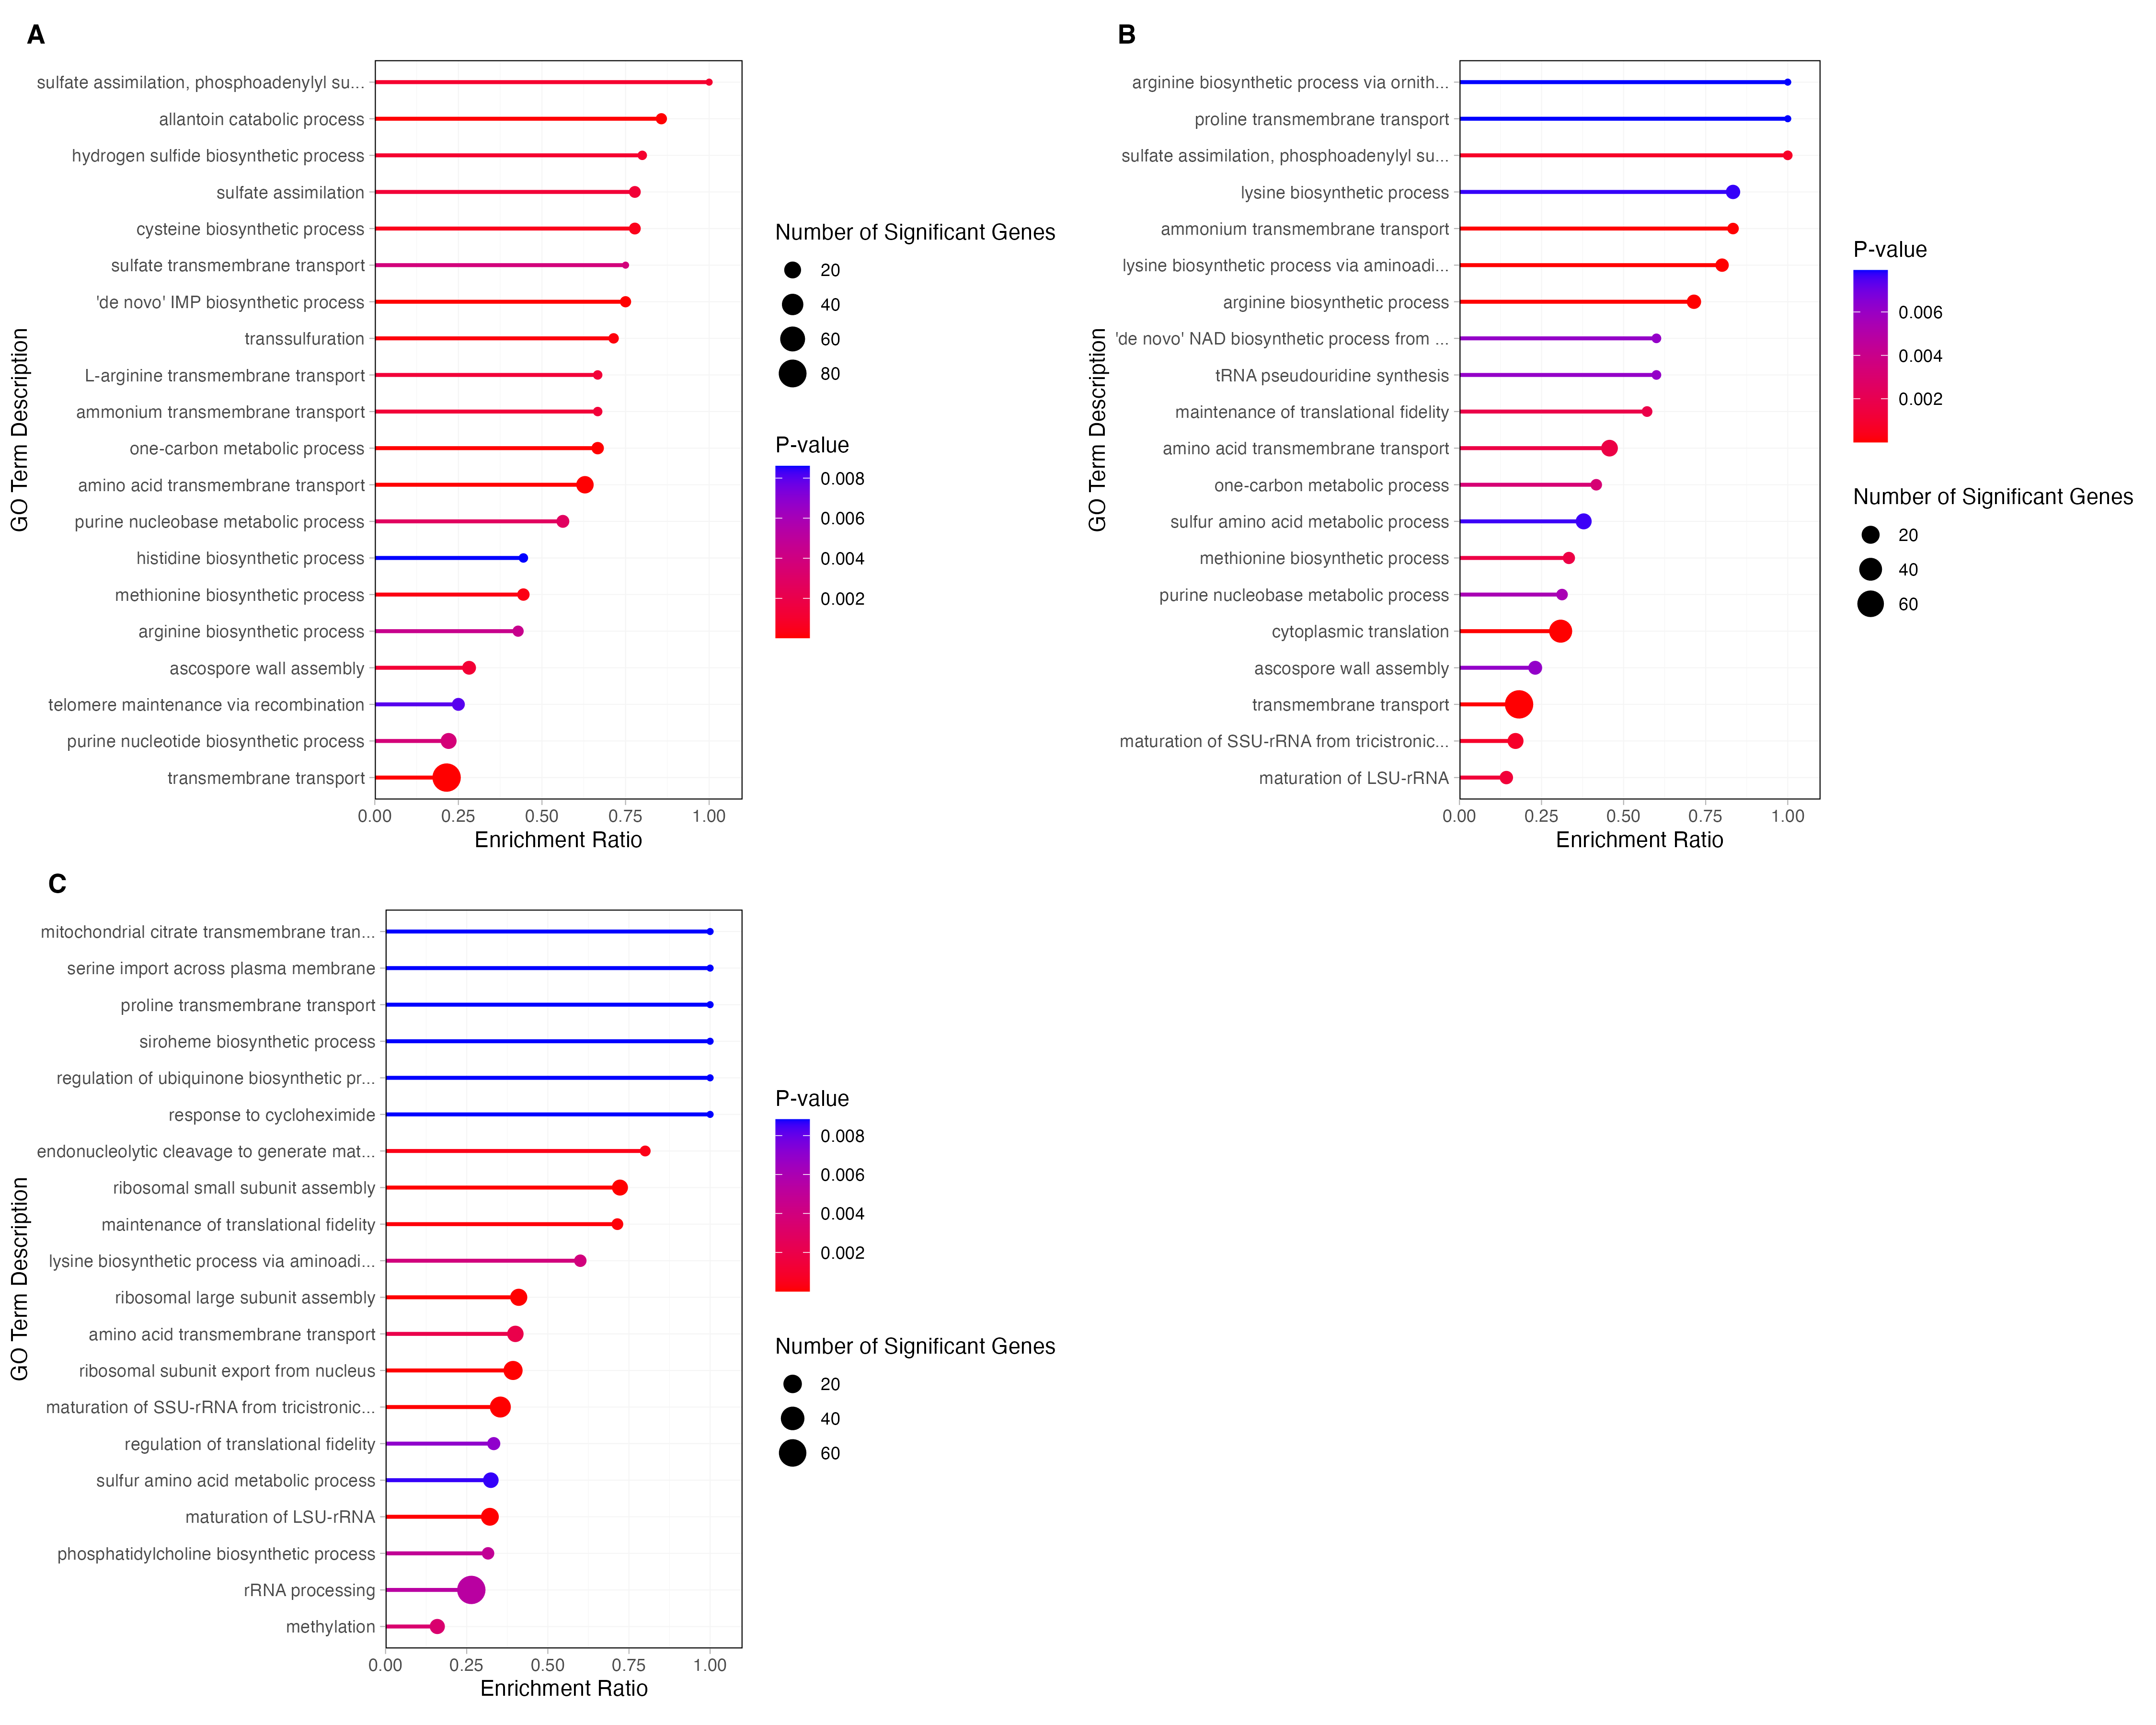 A
sulfate assimilation, phosphoadenylyl su...
allantoin catabolic process
hydrogen sulfide biosynthetic process
sulfate assimilation
cysteine biosynthetic process
sulfate transmembrane transport
'de novo' IMP biosynthetic process
transsulfuration
L-arginine transmembrane transport
ammonium transmembrane transport
one-carbon metabolic process
amino acid transmembrane transport
purine nucleobase metabolic process
histidine biosynthetic process
methionine biosynthetic process
arginine biosynthetic process
ascospore wall assembly
telomere maintenance via recombination
purine nucleotide biosynthetic process
transmembrane transport
GO Term Description
0.00 0.25 0.50 0.75 1.00
Enrichment Ratio
Number of Significant Genes
20
40
60
80
P-value
0.008
0.006
0.004
0.002
B
arginine biosynthetic process via ornith...
proline transmembrane transport
sulfate assimilation, phosphoadenylyl su...
lysine biosynthetic process
ammonium transmembrane transport
lysine biosynthetic process via aminoadi...
arginine biosynthetic process
'de novo' NAD biosynthetic process from ...
tRNA pseudouridine synthesis
maintenance of translational fidelity
amino acid transmembrane transport
one-carbon metabolic process
sulfur amino acid metabolic process
methionine biosynthetic process
purine nucleobase metabolic process
cytoplasmic translation
ascospore wall assembly
transmembrane transport
maturation of SSU-rRNA from tricistronic...
maturation of LSU-rRNA
GO Term Description
0.00 0.25 0.50 0.75 1.00
Enrichment Ratio
P-value
0.006
0.004
0.002
Number of Significant Genes
20
40
60
C
mitochondrial citrate transmembrane tran...
serine import across plasma membrane
proline transmembrane transport
siroheme biosynthetic process
regulation of ubiquinone biosynthetic pr...
response to cycloheximide
endonucleolytic cleavage to generate mat...
ribosomal small subunit assembly
maintenance of translational fidelity
lysine biosynthetic process via aminoadi...
ribosomal large subunit assembly
amino acid transmembrane transport
ribosomal subunit export from nucleus
maturation of SSU-rRNA from tricistronic...
regulation of translational fidelity
sulfur amino acid metabolic process
maturation of LSU-rRNA
phosphatidylcholine biosynthetic process
rRNA processing
methylation
GO Term Description
0.00 0.25 0.50 0.75 1.00
Enrichment Ratio
P-value
0.008
0.006
0.004
0.002
Number of Significant Genes
20
40
60